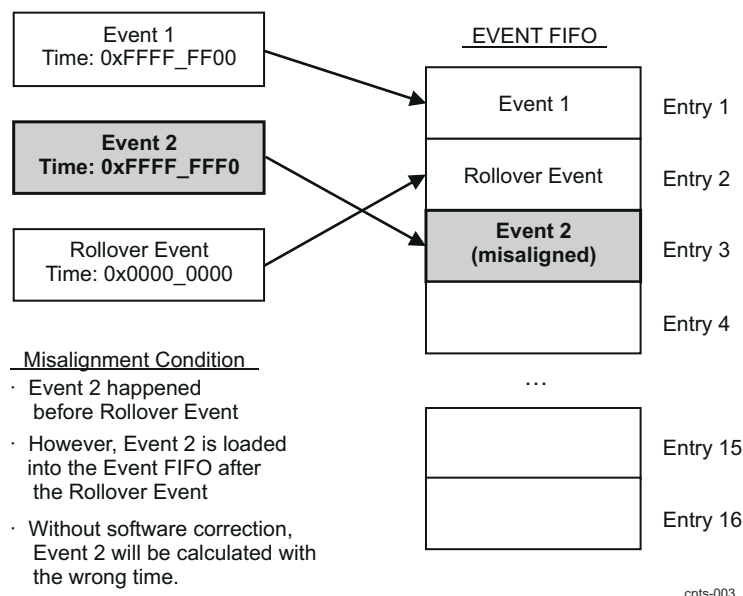 Event 1
Time: 0xFFFF_FF00
Event 2
Time: 0xFFFF_FFF0
Rollover Event
Time: 0x0000_0000
EVENT FIFO
Event 1
Entry 1
Rollover Event
Entry 2
Event 2
(misaligned)
Entry 3
Entry 4
...
Entry 15
Entry 16
Misalignment Condition
· Event 2 happened
before Rollover Event
· However, Event 2 is loaded
into the Event FIFO after
the Rollover Event
· Without software correction,
Event 2 will be calculated with
the wrong time.
cpts-003